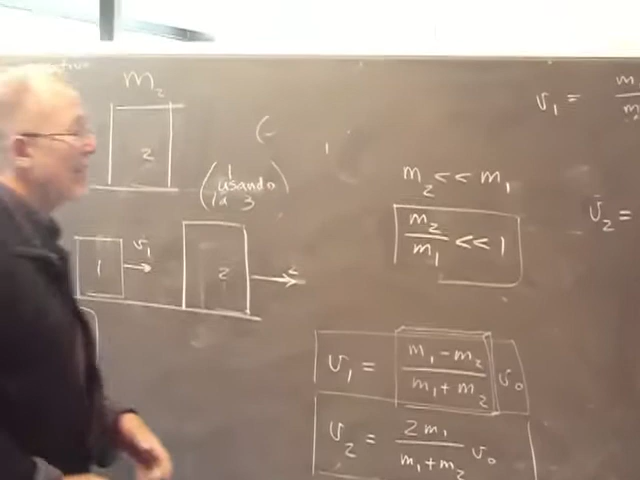 m₂
2
(
1
usando
la 3
1
v₁
2
v₁ =
m₂ << m₁
m₂/m₁ << 1
v₂ =
v₁ = (m₁ - m₂)/(m₁ + m₂) v₀
v₂ = 2m₁/(m₁ + m₂) v₀